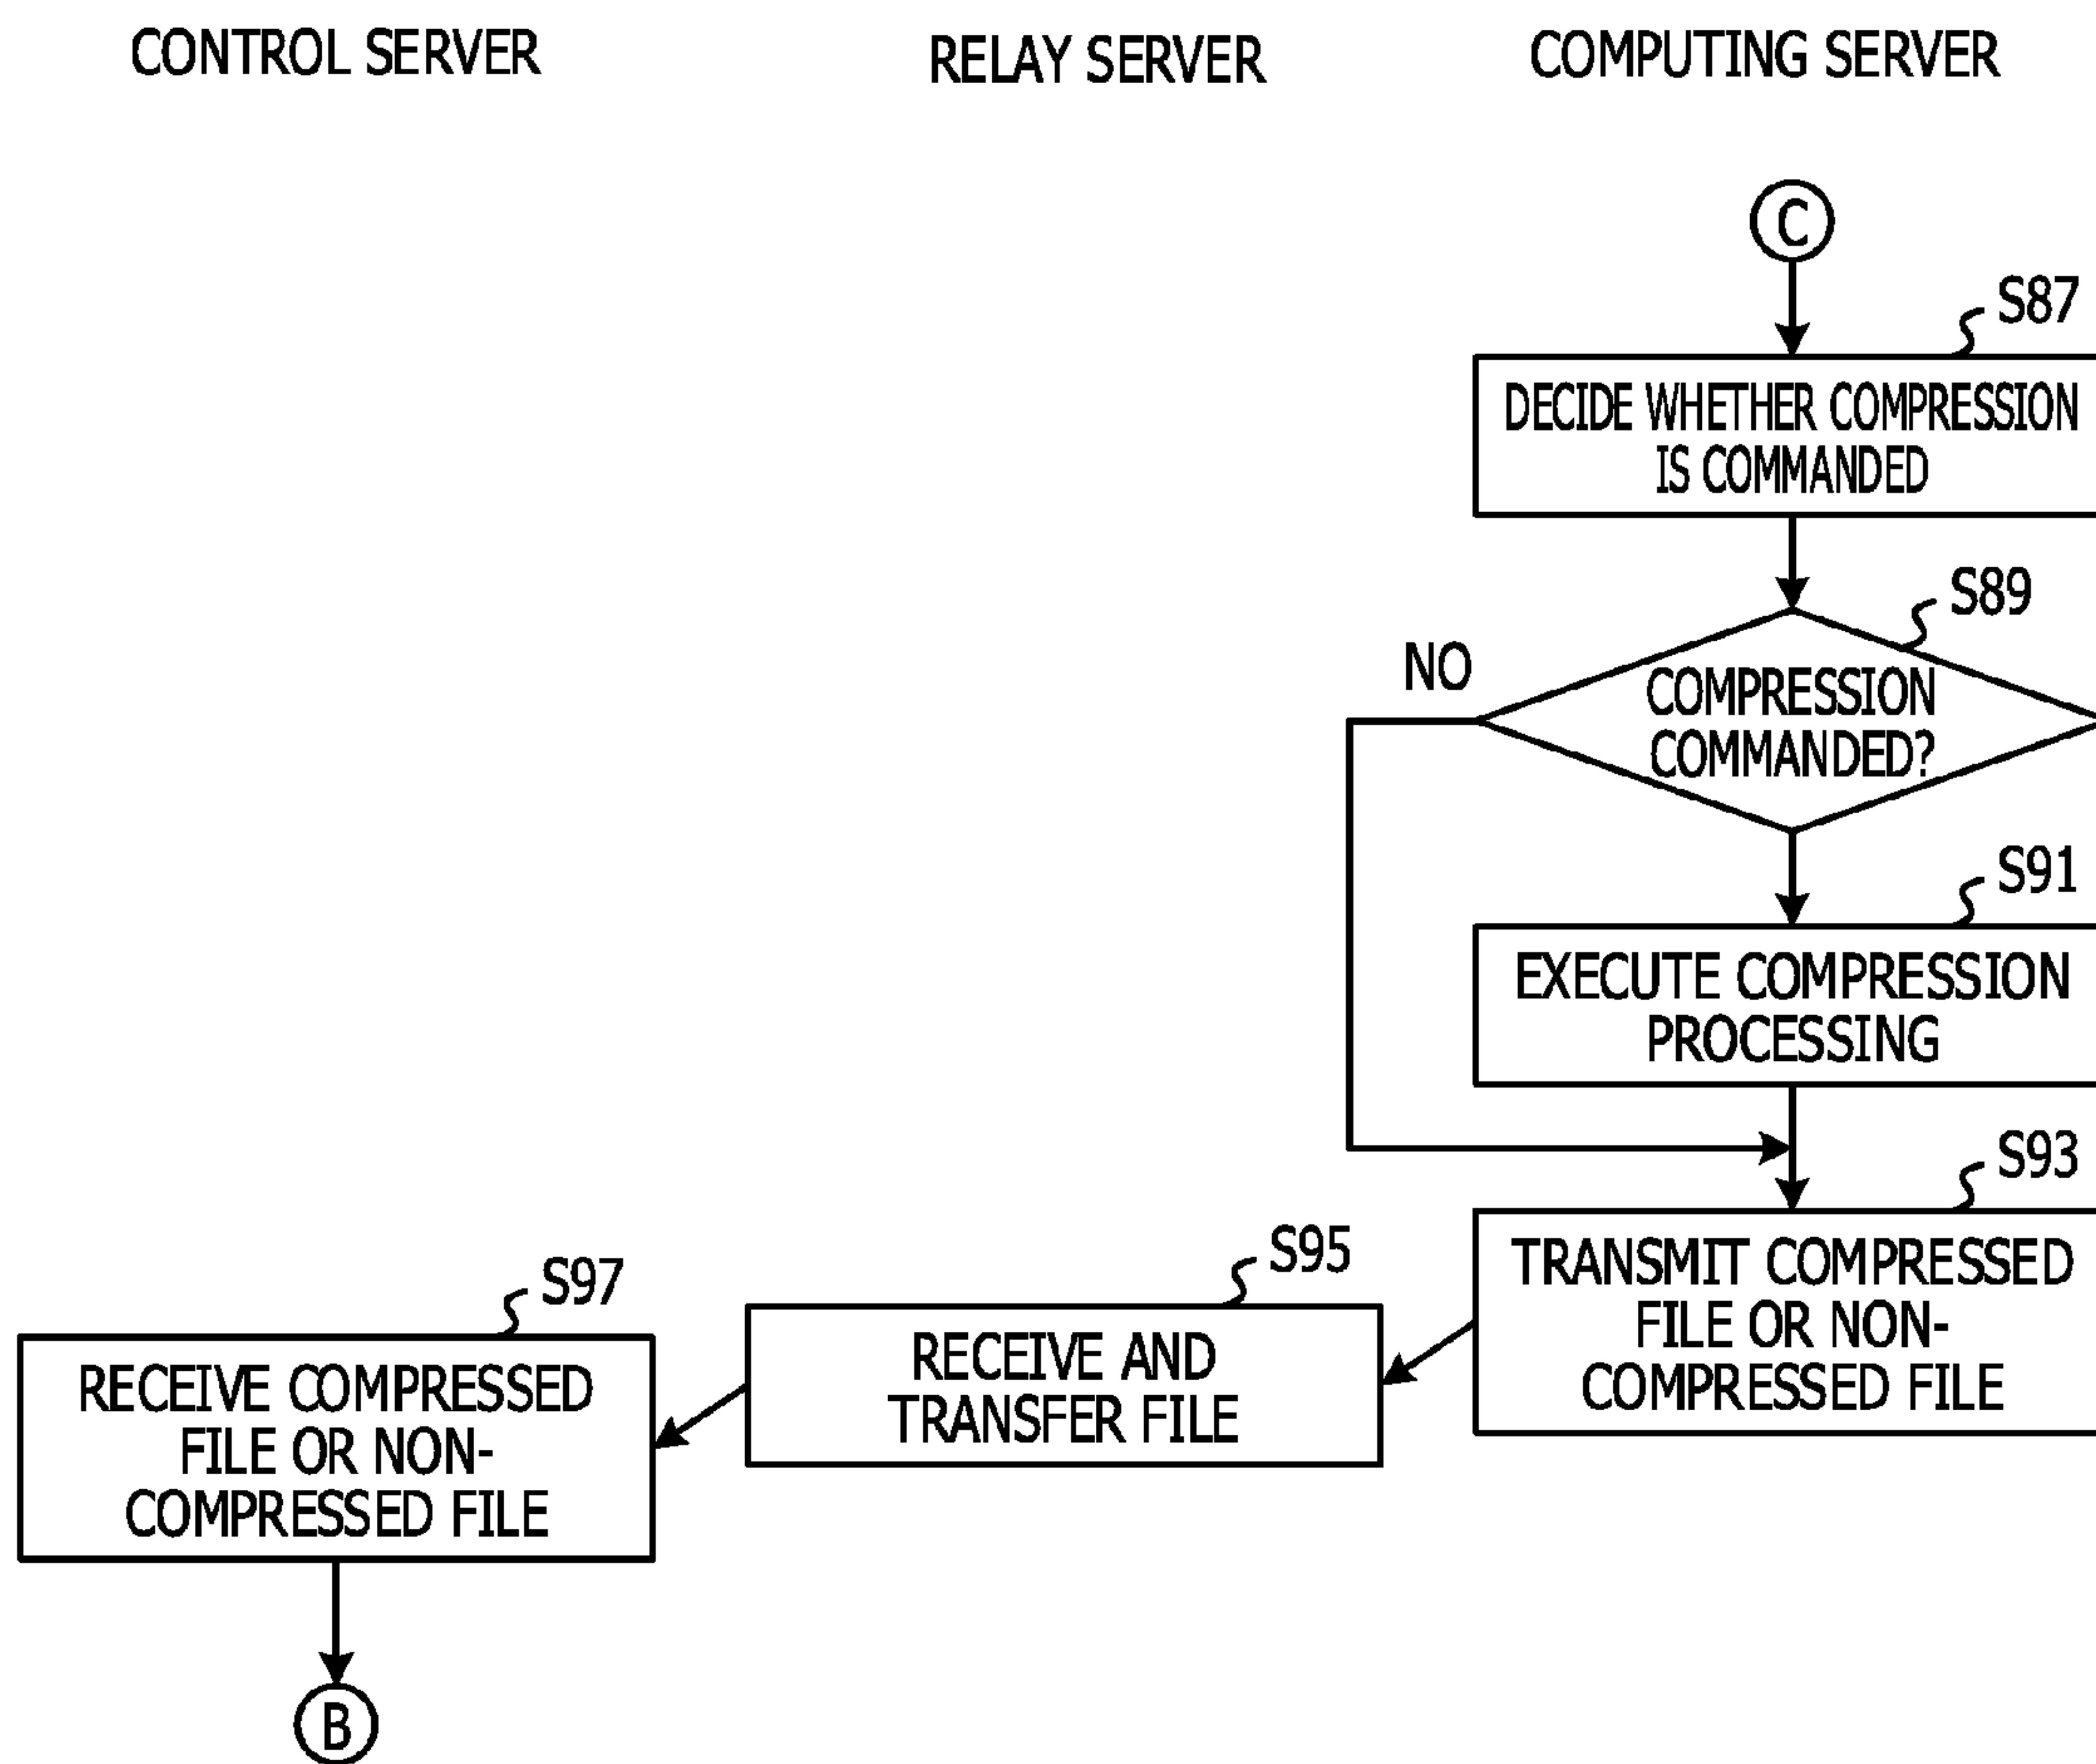 CONTROL SERVER
RELAY SERVER
COMPUTING SERVER
C
S87
DECIDE WHETHER COMPRESSION
IS COMMANDED
S89
NO
COMPRESSION
COMMANDED?
S91
EXECUTE COMPRESSION
PROCESSING
S93
TRANSMIT COMPRESSED
FILE OR NON-
COMPRESSED FILE
S95
RECEIVE AND
TRANSFER FILE
S97
RECEIVE COMPRESSED
FILE OR NON-
COMPRESSED FILE
B